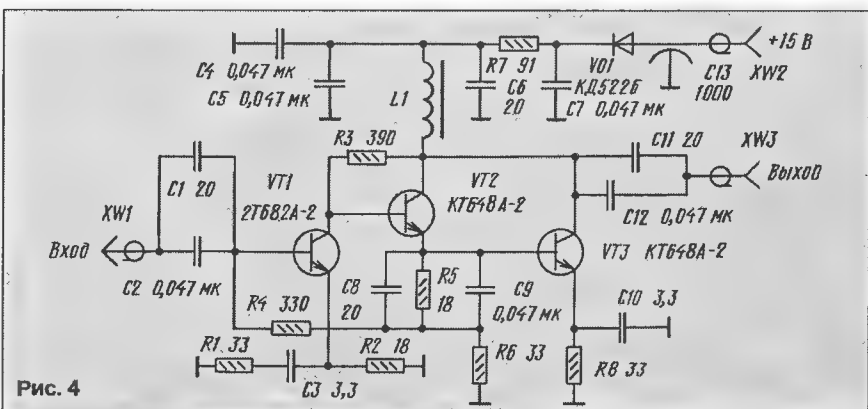 +15 В
C4 0,047 мк
C5 0,047 мк
L1
R7 91
C6
20
VD1
КД522Б
C7 0,047 мк
C13
1000
XW2
R3 390
C11 20
XW3
Выход
C12 0,047 мк
C1 20
VT1
2Т682А-2
VT2
КТ648А-2
XW1
Вход
C2 0,047 мк
VT3 КТ648А-2
R4 330
C8
20
R5
18
C9
0,047 мк
C10 3,3
R1 33
C3 3,3
R2 18
R6 33
R8 33
Рис. 4